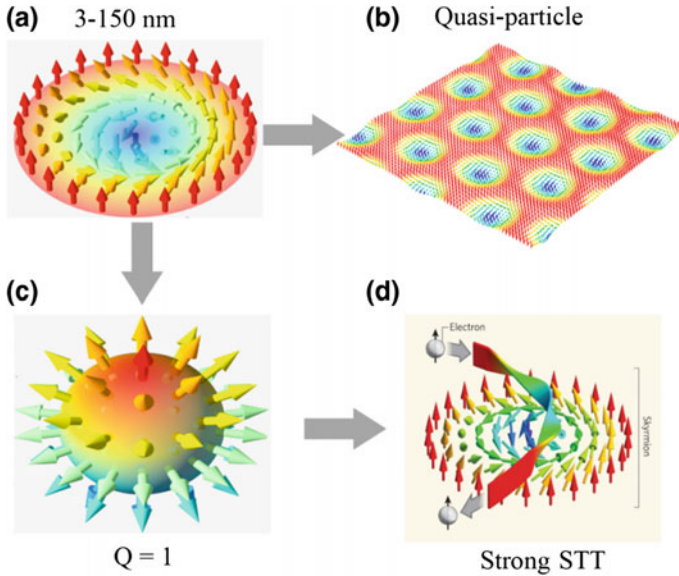 (a)
3-150 nm
(b)
Quasi-particle
(c)
Q = 1
(d)
Electron
Skyrmion
Strong STT